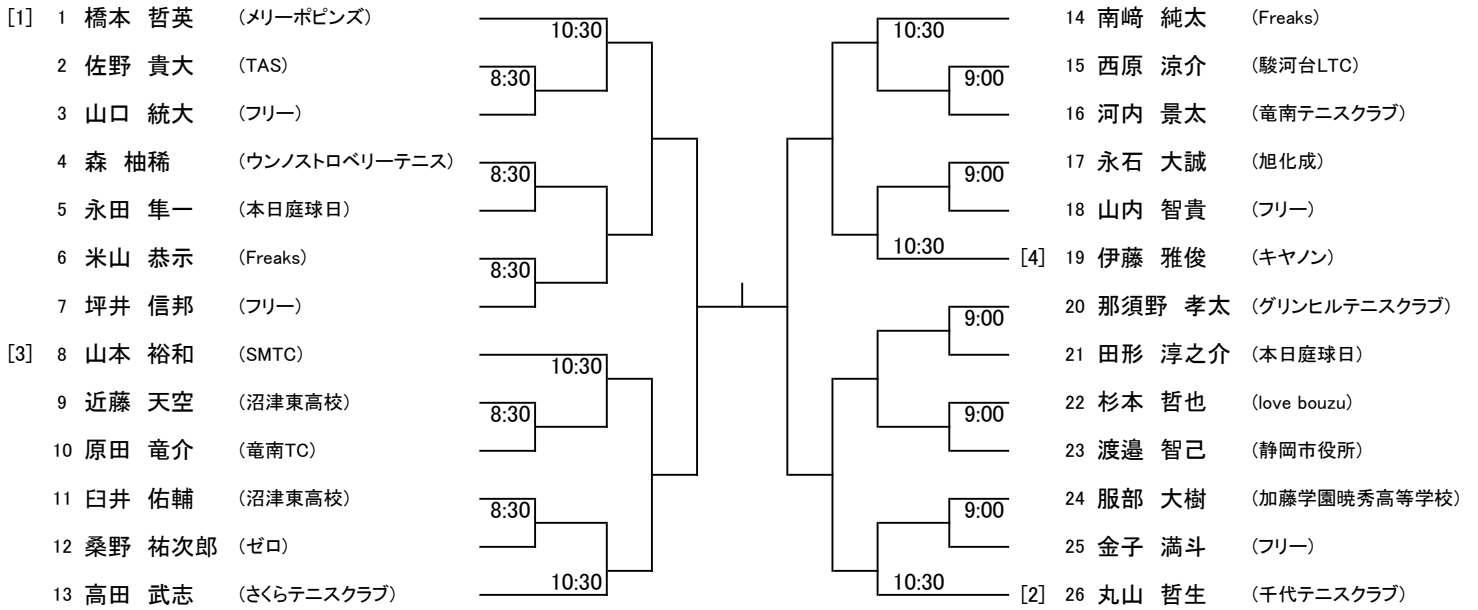 [1] 1 橋本 哲英 (メリーポピンズ) 10:30
2 佐野 貴大 (TAS) 8:30
3 山口 統大 (フリー)
4 森 柚稀 (ウンノストロベリーテニス) 8:30
5 永田 隼一 (本日庭球日)
6 米山 恭示 (Freaks) 8:30
7 坪井 信邦 (フリー)
[3] 8 山本 裕和 (SMTC) 10:30
9 近藤 天空 (沼津東高校) 8:30
10 原田 竜介 (竜南TC)
11 臼井 佑輔 (沼津東高校) 8:30
12 桑野 祐次郎 (ゼロ)
13 高田 武志 (さくらテニスクラブ) 10:30
10:30 14 南﨑 純太 (Freaks)
9:00 15 西原 涼介 (駿河台LTC)
16 河内 景太 (竜南テニスクラブ)
9:00 17 永石 大誠 (旭化成)
18 山内 智貴 (フリー)
10:30 [4] 19 伊藤 雅俊 (キヤノン)
9:00 20 那須野 孝太 (グリンヒルテニスクラブ)
21 田形 淳之介 (本日庭球日)
9:00 22 杉本 哲也 (love bouzu)
23 渡邉 智己 (静岡市役所)
9:00 24 服部 大樹 (加藤学園暁秀高等学校)
25 金子 満斗 (フリー)
10:30 [2] 26 丸山 哲生 (千代テニスクラブ)